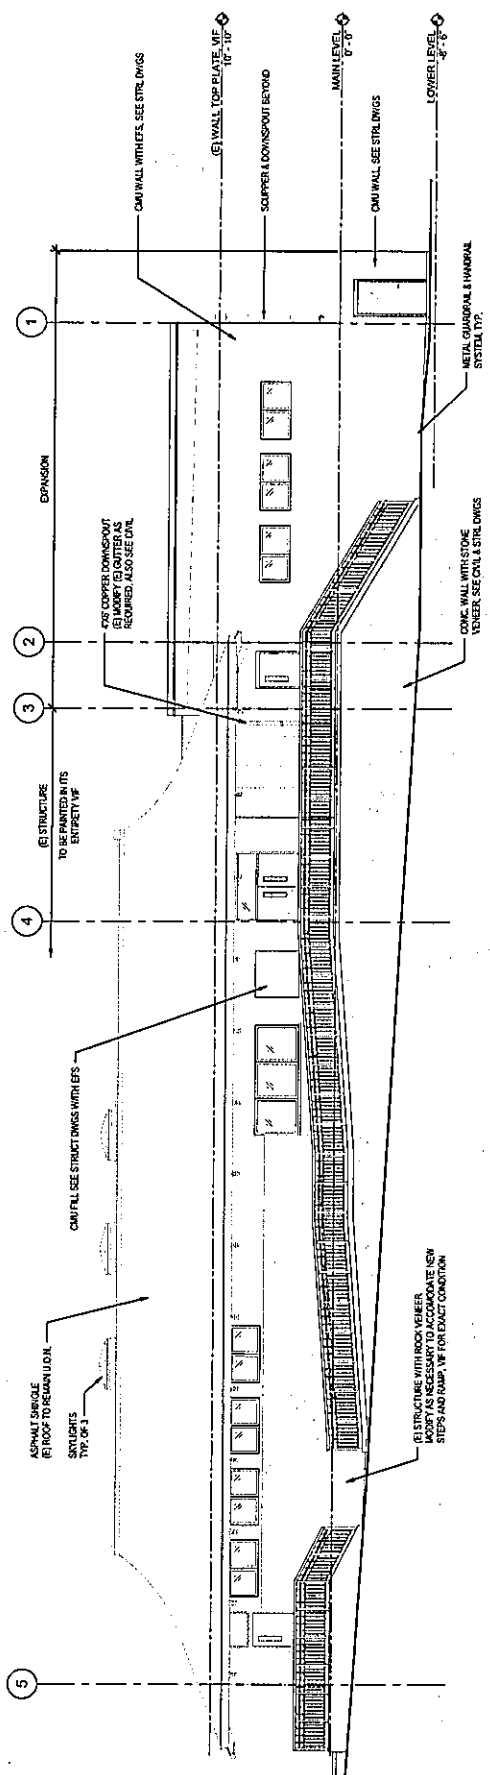 5
4
3
2
1
(E) STRUCTURE
EXPANSION
TO BE PAINTED IN ITS
ENTIRETY VIF
ASPHALT SHINGLE
(E) ROOF TO REMAIN U.O.N.
SKYLIGHTS
TYP. OF 3
CMU FILL SEE STRUCT DWGS WITH EFS
4"X6" COPPER DOWNSPOUT
(E) MODIFY (E) GUTTER AS
REQUIRED. ALSO SEE CIVIL
CMU WALL WITH EFS, SEE STRL DWGS
(E) WALL TOP PLATE, VIF
10'- 10"
SCUPPER & DOWNSPOUT BEYOND
MAIN LEVEL
0'- 0"
CMU WALL, SEE STRL DWGS
LOWER LEVEL
-8'- 6"
(E) STRUCTURE WITH ROCK VENEER
MODIFY AS NECESSARY TO ACCOMODATE NEW
STEPS AND RAMP, VIF FOR EXACT CONDITION
CONC. WALL WITH STONE
VENEER, SEE CIVIL & STRL DWGS
METAL GUARDRAIL & HANDRAIL
SYSTEM, TYP.